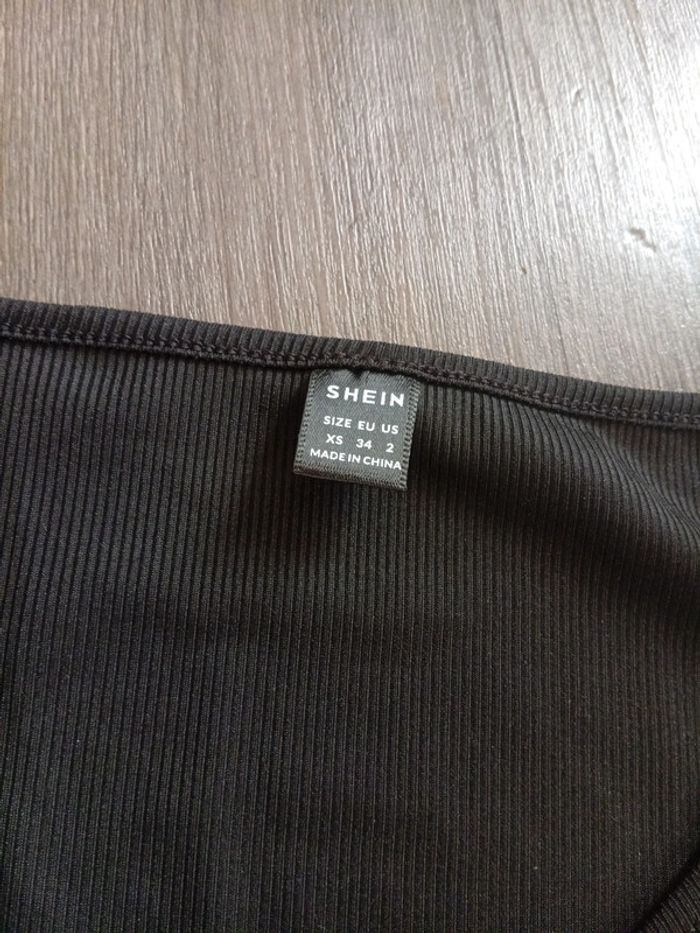 SHEIN
SIZE EU US
XS 34 2
MADE IN CHINA